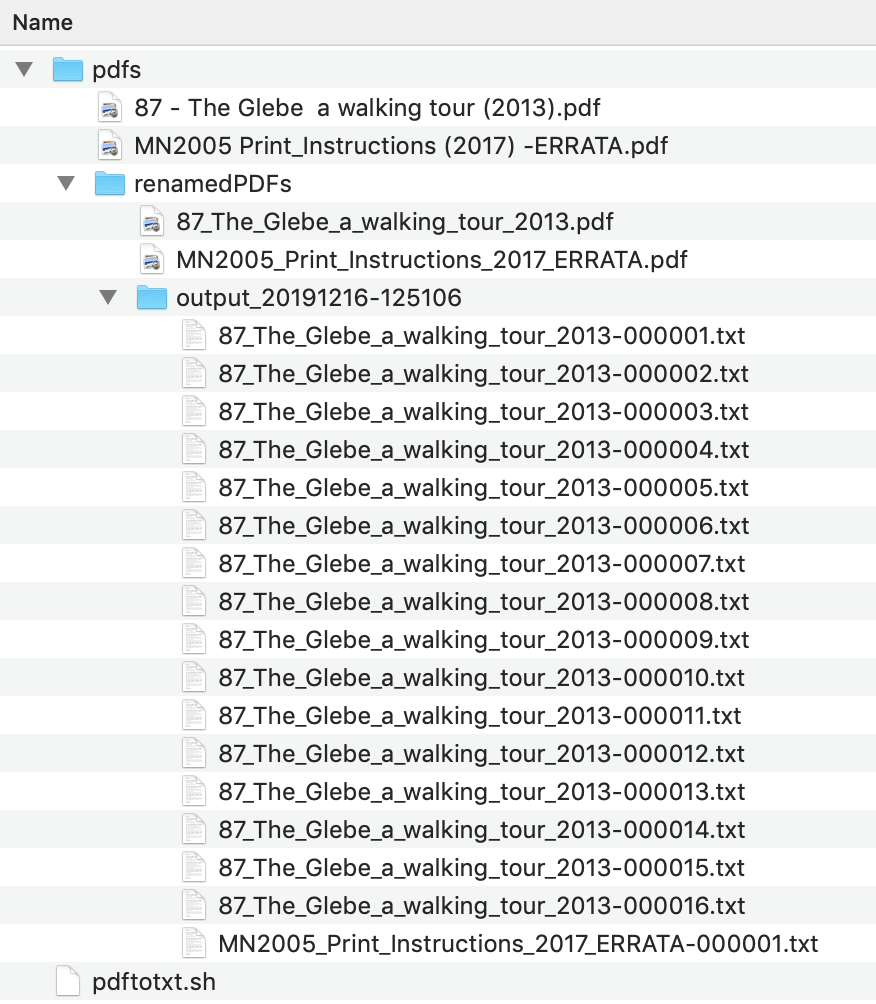 Name
pdfs
87 - The Glebe  a walking tour (2013).pdf
MN2005 Print_Instructions (2017) -ERRATA.pdf
renamedPDFs
87_The_Glebe_a_walking_tour_2013.pdf
MN2005_Print_Instructions_2017_ERRATA.pdf
output_20191216-125106
87_The_Glebe_a_walking_tour_2013-000001.txt
87_The_Glebe_a_walking_tour_2013-000002.txt
87_The_Glebe_a_walking_tour_2013-000003.txt
87_The_Glebe_a_walking_tour_2013-000004.txt
87_The_Glebe_a_walking_tour_2013-000005.txt
87_The_Glebe_a_walking_tour_2013-000006.txt
87_The_Glebe_a_walking_tour_2013-000007.txt
87_The_Glebe_a_walking_tour_2013-000008.txt
87_The_Glebe_a_walking_tour_2013-000009.txt
87_The_Glebe_a_walking_tour_2013-000010.txt
87_The_Glebe_a_walking_tour_2013-000011.txt
87_The_Glebe_a_walking_tour_2013-000012.txt
87_The_Glebe_a_walking_tour_2013-000013.txt
87_The_Glebe_a_walking_tour_2013-000014.txt
87_The_Glebe_a_walking_tour_2013-000015.txt
87_The_Glebe_a_walking_tour_2013-000016.txt
MN2005_Print_Instructions_2017_ERRATA-000001.txt
pdftotxt.sh